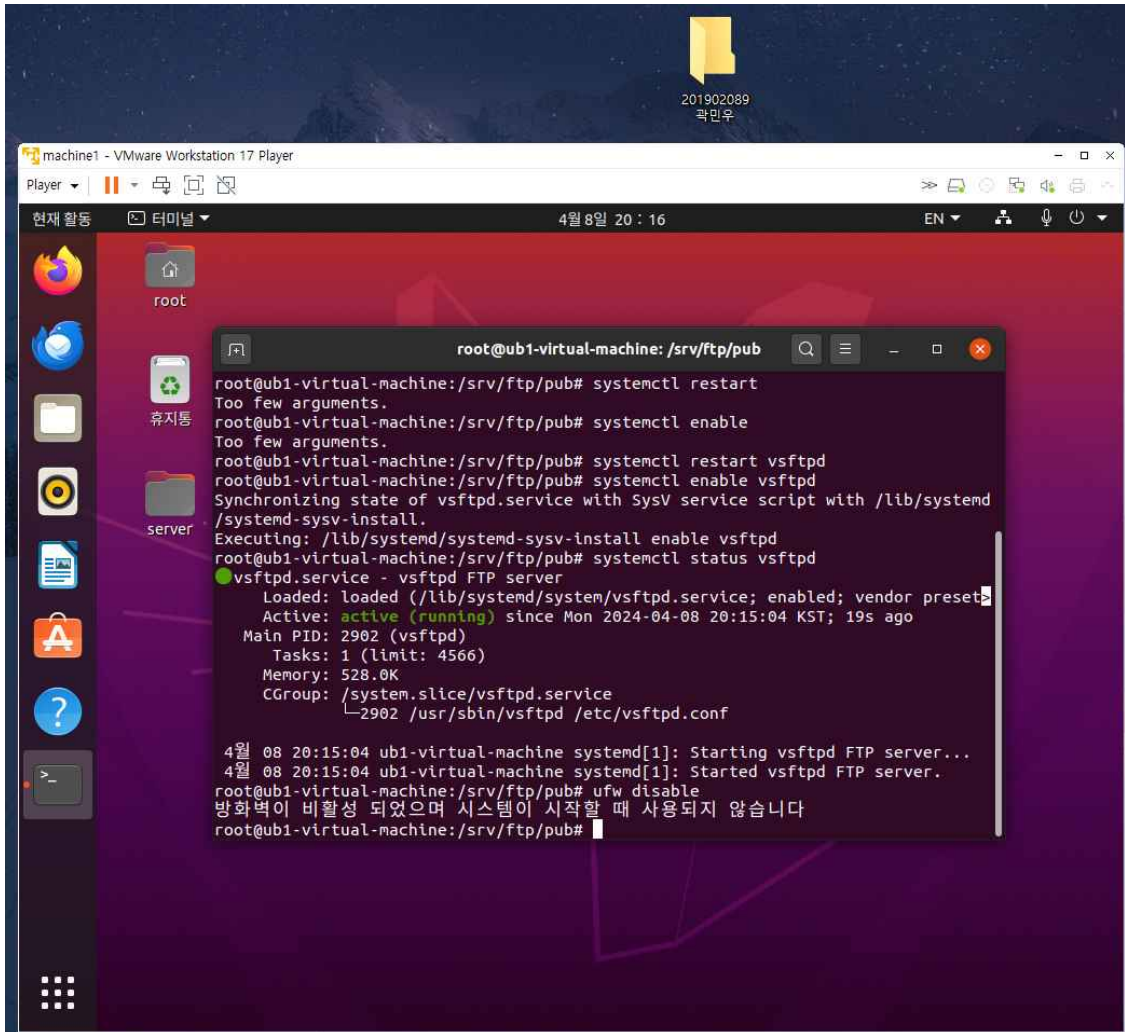 201902089
곽민우
machine1 - VMware Workstation 17 Player
Player
현재 활동
터미널
4월 8일 20 : 16
EN
root
휴지통
server
root@ub1-virtual-machine: /srv/ftp/pub
root@ub1-virtual-machine:/srv/ftp/pub# systemctl restart
Too few arguments.
root@ub1-virtual-machine:/srv/ftp/pub# systemctl enable
Too few arguments.
root@ub1-virtual-machine:/srv/ftp/pub# systemctl restart vsftpd
root@ub1-virtual-machine:/srv/ftp/pub# systemctl enable vsftpd
Synchronizing state of vsftpd.service with SysV service script with /lib/systemd
/systemd-sysv-install.
Executing: /lib/systemd/systemd-sysv-install enable vsftpd
root@ub1-virtual-machine:/srv/ftp/pub# systemctl status vsftpd
vsftpd.service - vsftpd FTP server
Loaded: loaded (/lib/systemd/system/vsftpd.service; enabled; vendor preset>
Active: active (running) since Mon 2024-04-08 20:15:04 KST; 19s ago
Main PID: 2902 (vsftpd)
Tasks: 1 (limit: 4566)
Memory: 528.0K
CGroup: /system.slice/vsftpd.service
└─2902 /usr/sbin/vsftpd /etc/vsftpd.conf
4월 08 20:15:04 ub1-virtual-machine systemd[1]: Starting vsftpd FTP server...
4월 08 20:15:04 ub1-virtual-machine systemd[1]: Started vsftpd FTP server.
root@ub1-virtual-machine:/srv/ftp/pub# ufw disable
방화벽이 비활성 되었으며 시스템이 시작할 때 사용되지 않습니다
root@ub1-virtual-machine:/srv/ftp/pub#